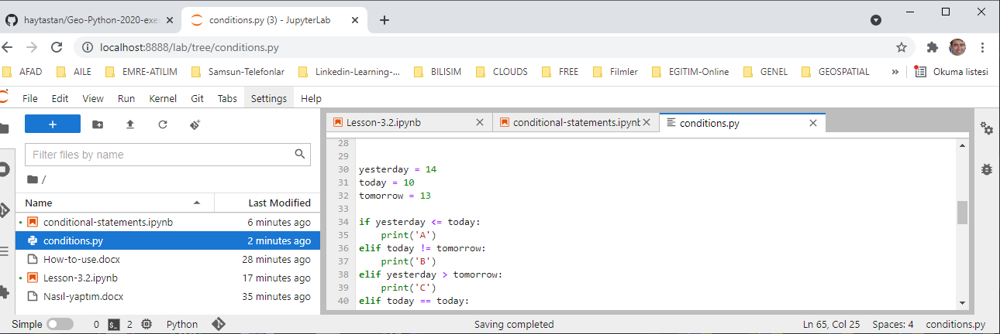 haytastan/Geo-Python-2020-exe
conditions.py (3) - JupyterLab
localhost:8888/lab/tree/conditions.py
AFAD AILE EMRE-ATILIM Samsun-Telefonlar Linkedin-Learning-... BILISIM CLOUDS FREE Filmler EGITIM-Online GENEL GEOSPATIAL » Okuma listesi
File Edit View Run Kernel Git Tabs Settings Help
Lesson-3.2.ipynb conditional-statements.ipynb conditions.py
Filter files by name
/
Name Last Modified
conditional-statements.ipynb 6 minutes ago
conditions.py 2 minutes ago
How-to-use.docx 28 minutes ago
Lesson-3.2.ipynb 17 minutes ago
Nasıl-yaptım.docx 35 minutes ago
28
29
30 yesterday = 14
31 today = 10
32 tomorrow = 13
33
34 if yesterday <= today:
35     print('A')
36 elif today != tomorrow:
37     print('B')
38 elif yesterday > tomorrow:
39     print('C')
40 elif today == today:
Simple 0 $_ 2 Python Saving completed Ln 65, Col 25 Spaces: 4 conditions.py